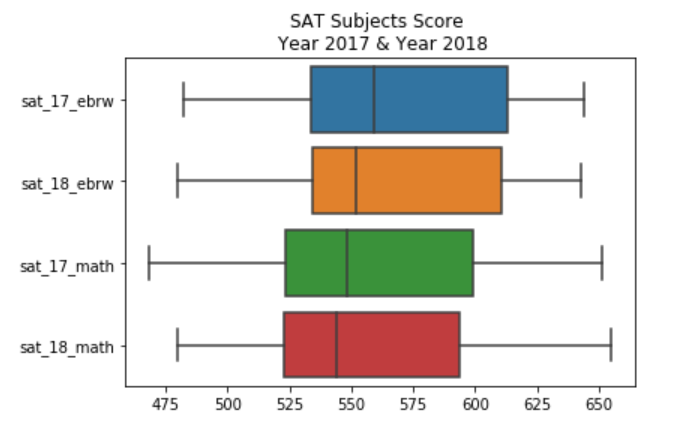 SAT Subjects Score
Year 2017 & Year 2018
sat_17_ebrw
sat_18_ebrw
sat_17_math
sat_18_math
475 500 525 550 575 600 625 650